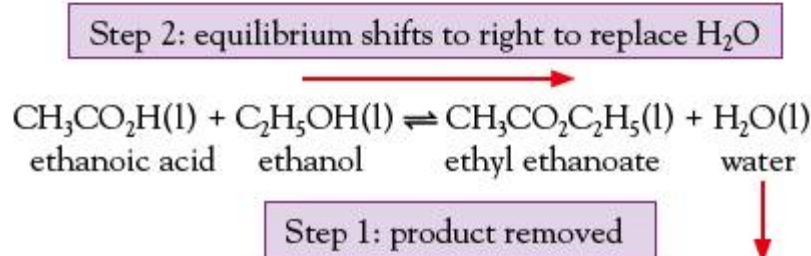 Step 2: equilibrium shifts to right to replace H₂O
CH₃CO₂H(l) + C₂H₅OH(l) ⇌ CH₃CO₂C₂H₅(l) + H₂O(l)
ethanoic acid ethanol ethyl ethanoate water
Step 1: product removed